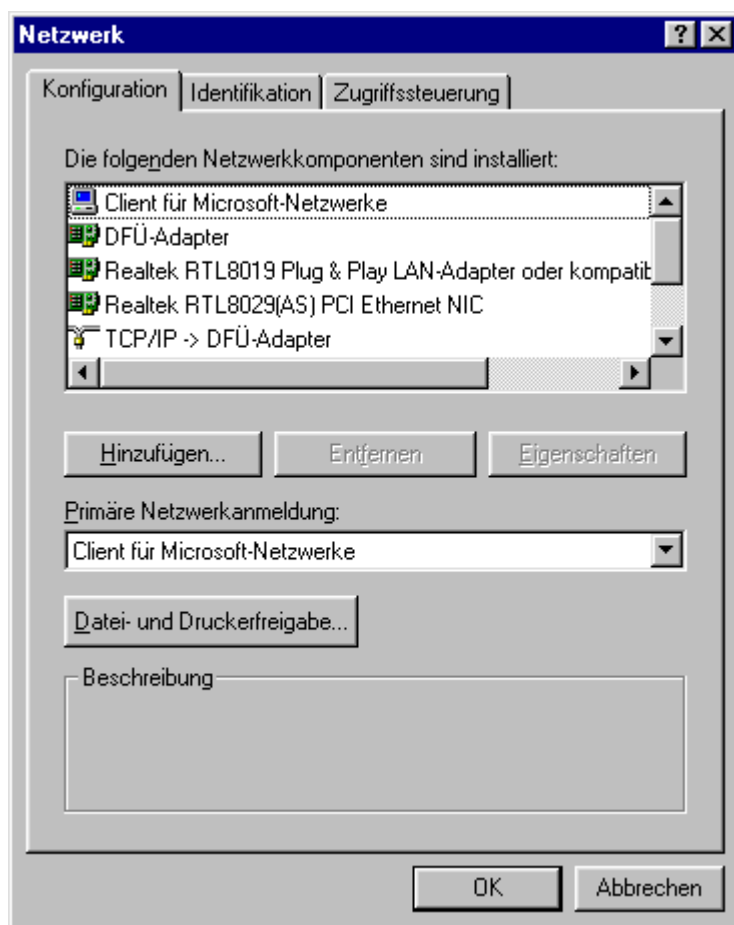 Netzwerk
Konfiguration Identifikation Zugriffssteuerung
Die folgenden Netzwerkkomponenten sind installiert:
Client für Microsoft-Netzwerke
DFÜ-Adapter
Realtek RTL8019 Plug & Play LAN-Adapter oder kompatib
Realtek RTL8029(AS) PCI Ethernet NIC
TCP/IP -> DFÜ-Adapter
Hinzufügen... Entfernen Eigenschaften
Primäre Netzwerkanmeldung:
Client für Microsoft-Netzwerke
Datei- und Druckerfreigabe...
Beschreibung
OK Abbrechen